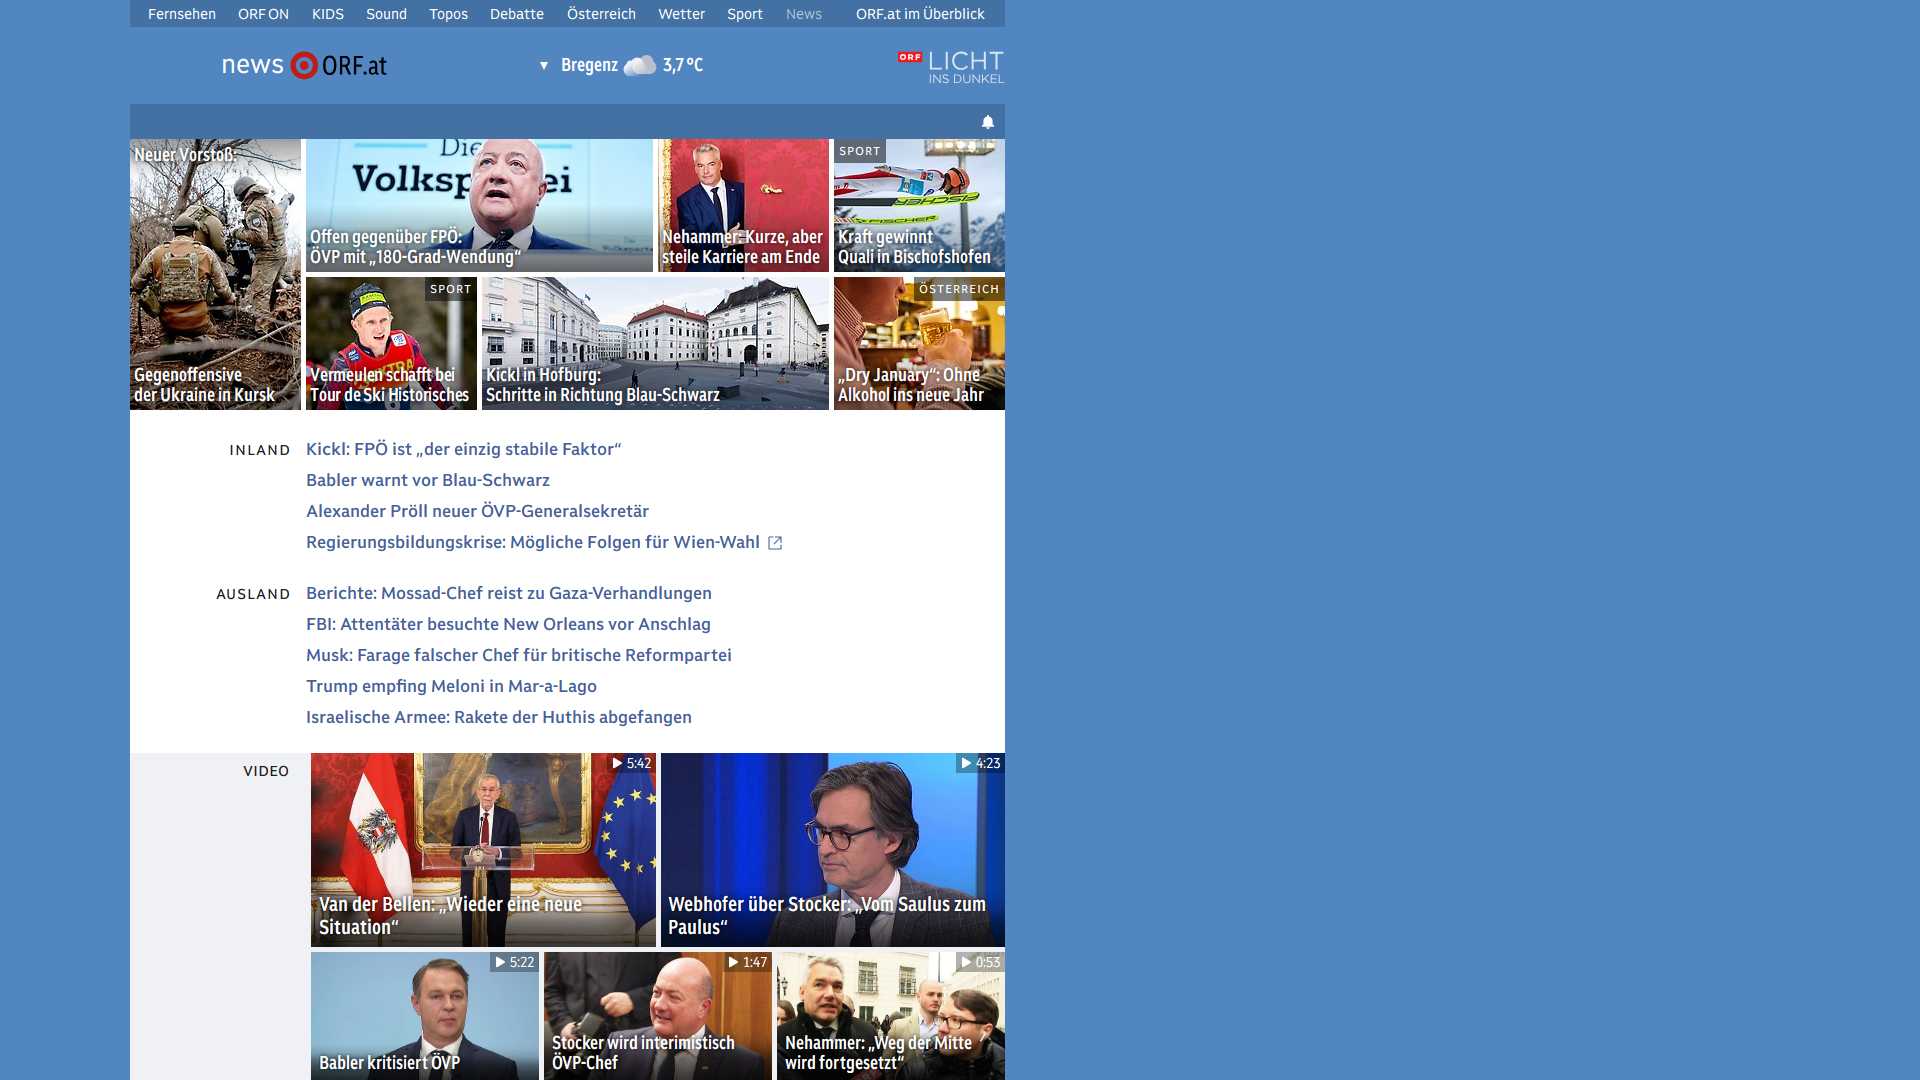 Fernsehen ORF ON KIDS Sound Topos Debatte Österreich Wetter Sport News ORF.at im Überblick
news ORF.at
Bregenz 3,7 °C
ORF LICHT
INS DUNKEL
Neuer Vorstoß:
Gegenoffensive
der Ukraine in Kursk
Die
Offen gegenüber FPÖ:
ÖVP mit „180-Grad-Wendung“
Nehammer: Kurze, aber
steile Karriere am Ende
SPORT
FISCHER
FISCHER
Kraft gewinnt
Quali in Bischofshofen
SPORT
Vermeulen schafft bei
Tour de Ski Historisches
Kickl in Hofburg:
Schritte in Richtung Blau-Schwarz
ÖSTERREICH
„Dry January“: Ohne
Alkohol ins neue Jahr
INLAND
Kickl: FPÖ ist „der einzig stabile Faktor“
Babler warnt vor Blau-Schwarz
Alexander Pröll neuer ÖVP-Generalsekretär
Regierungsbildungskrise: Mögliche Folgen für Wien-Wahl
AUSLAND
Berichte: Mossad-Chef reist zu Gaza-Verhandlungen
FBI: Attentäter besuchte New Orleans vor Anschlag
Musk: Farage falscher Chef für britische Reformpartei
Trump empfing Meloni in Mar-a-Lago
Israelische Armee: Rakete der Huthis abgefangen
VIDEO
5:42
Van der Bellen: „Wieder eine neue
Situation“
4:23
Webhofer über Stocker: „Vom Saulus zum
Paulus“
5:22
Babler kritisiert ÖVP
1:47
Stocker wird interimistisch
ÖVP-Chef
0:53
Nehammer: „Weg der Mitte
wird fortgesetzt“